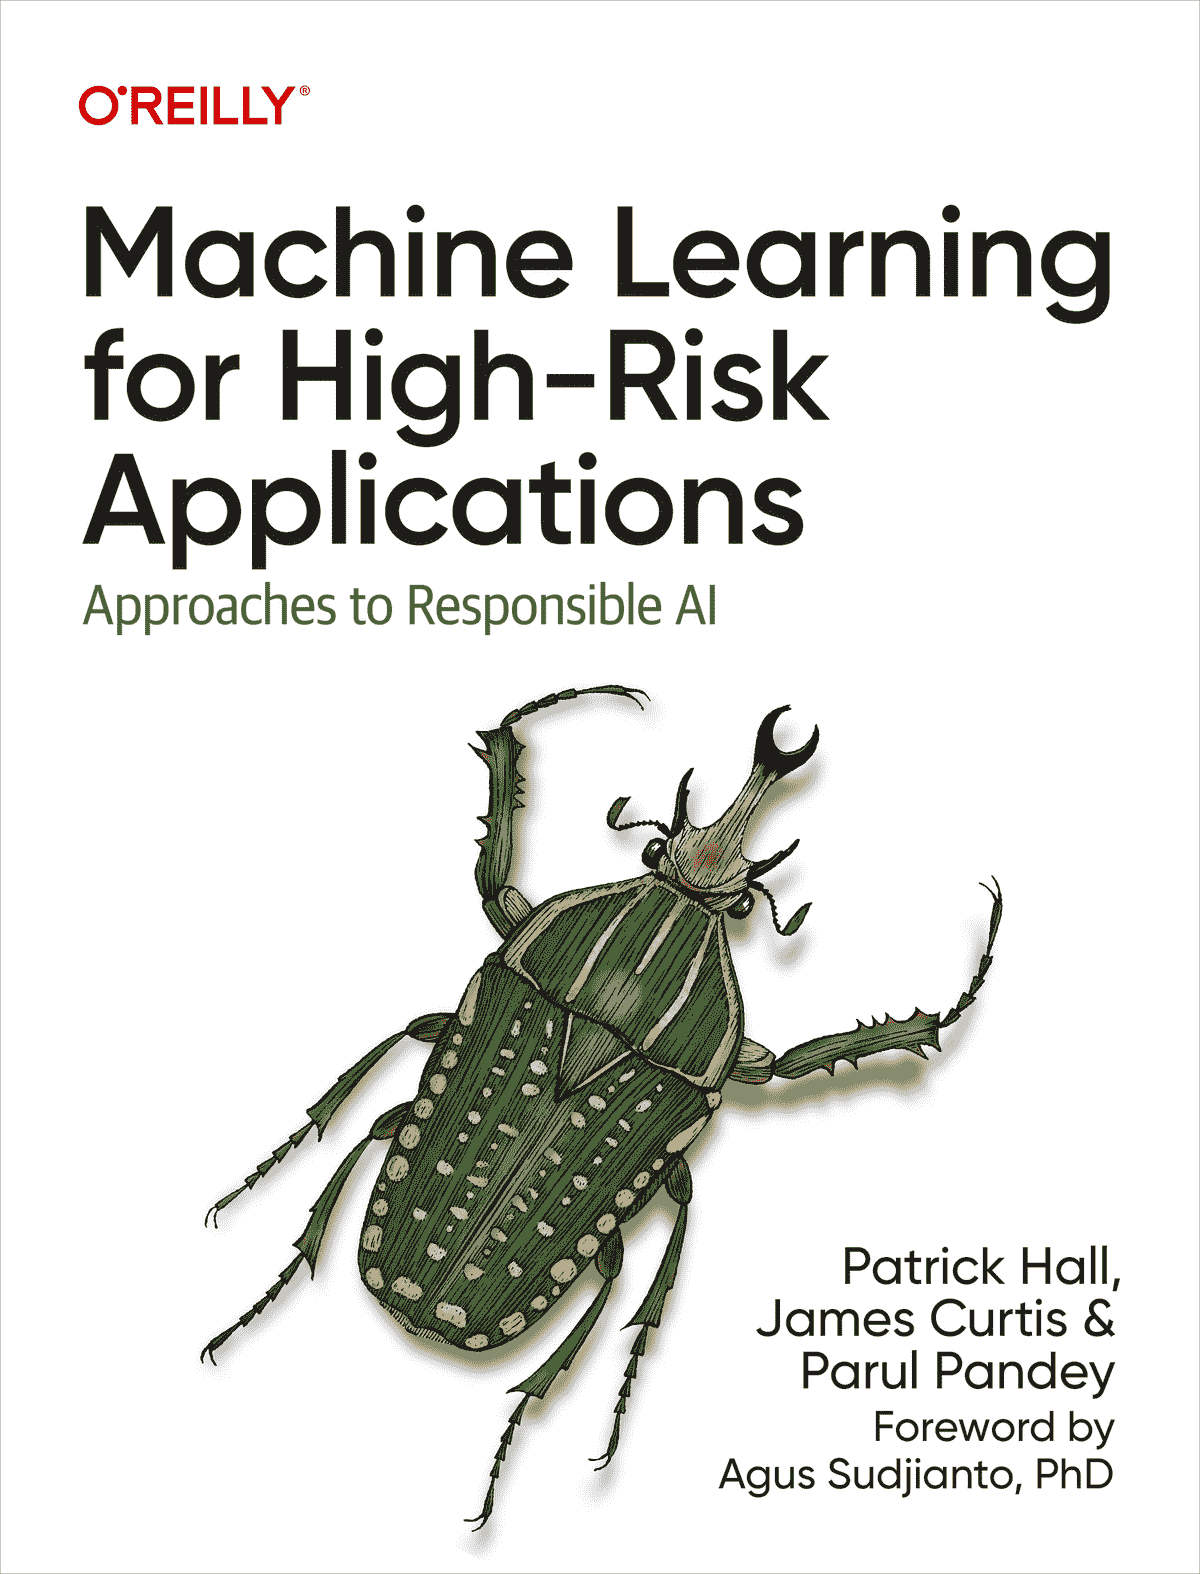 O'REILLY®
Machine Learning
for High-Risk
Applications
Approaches to Responsible AI
Patrick Hall,
James Curtis &
Parul Pandey
Foreword by
Agus Sudjianto, PhD